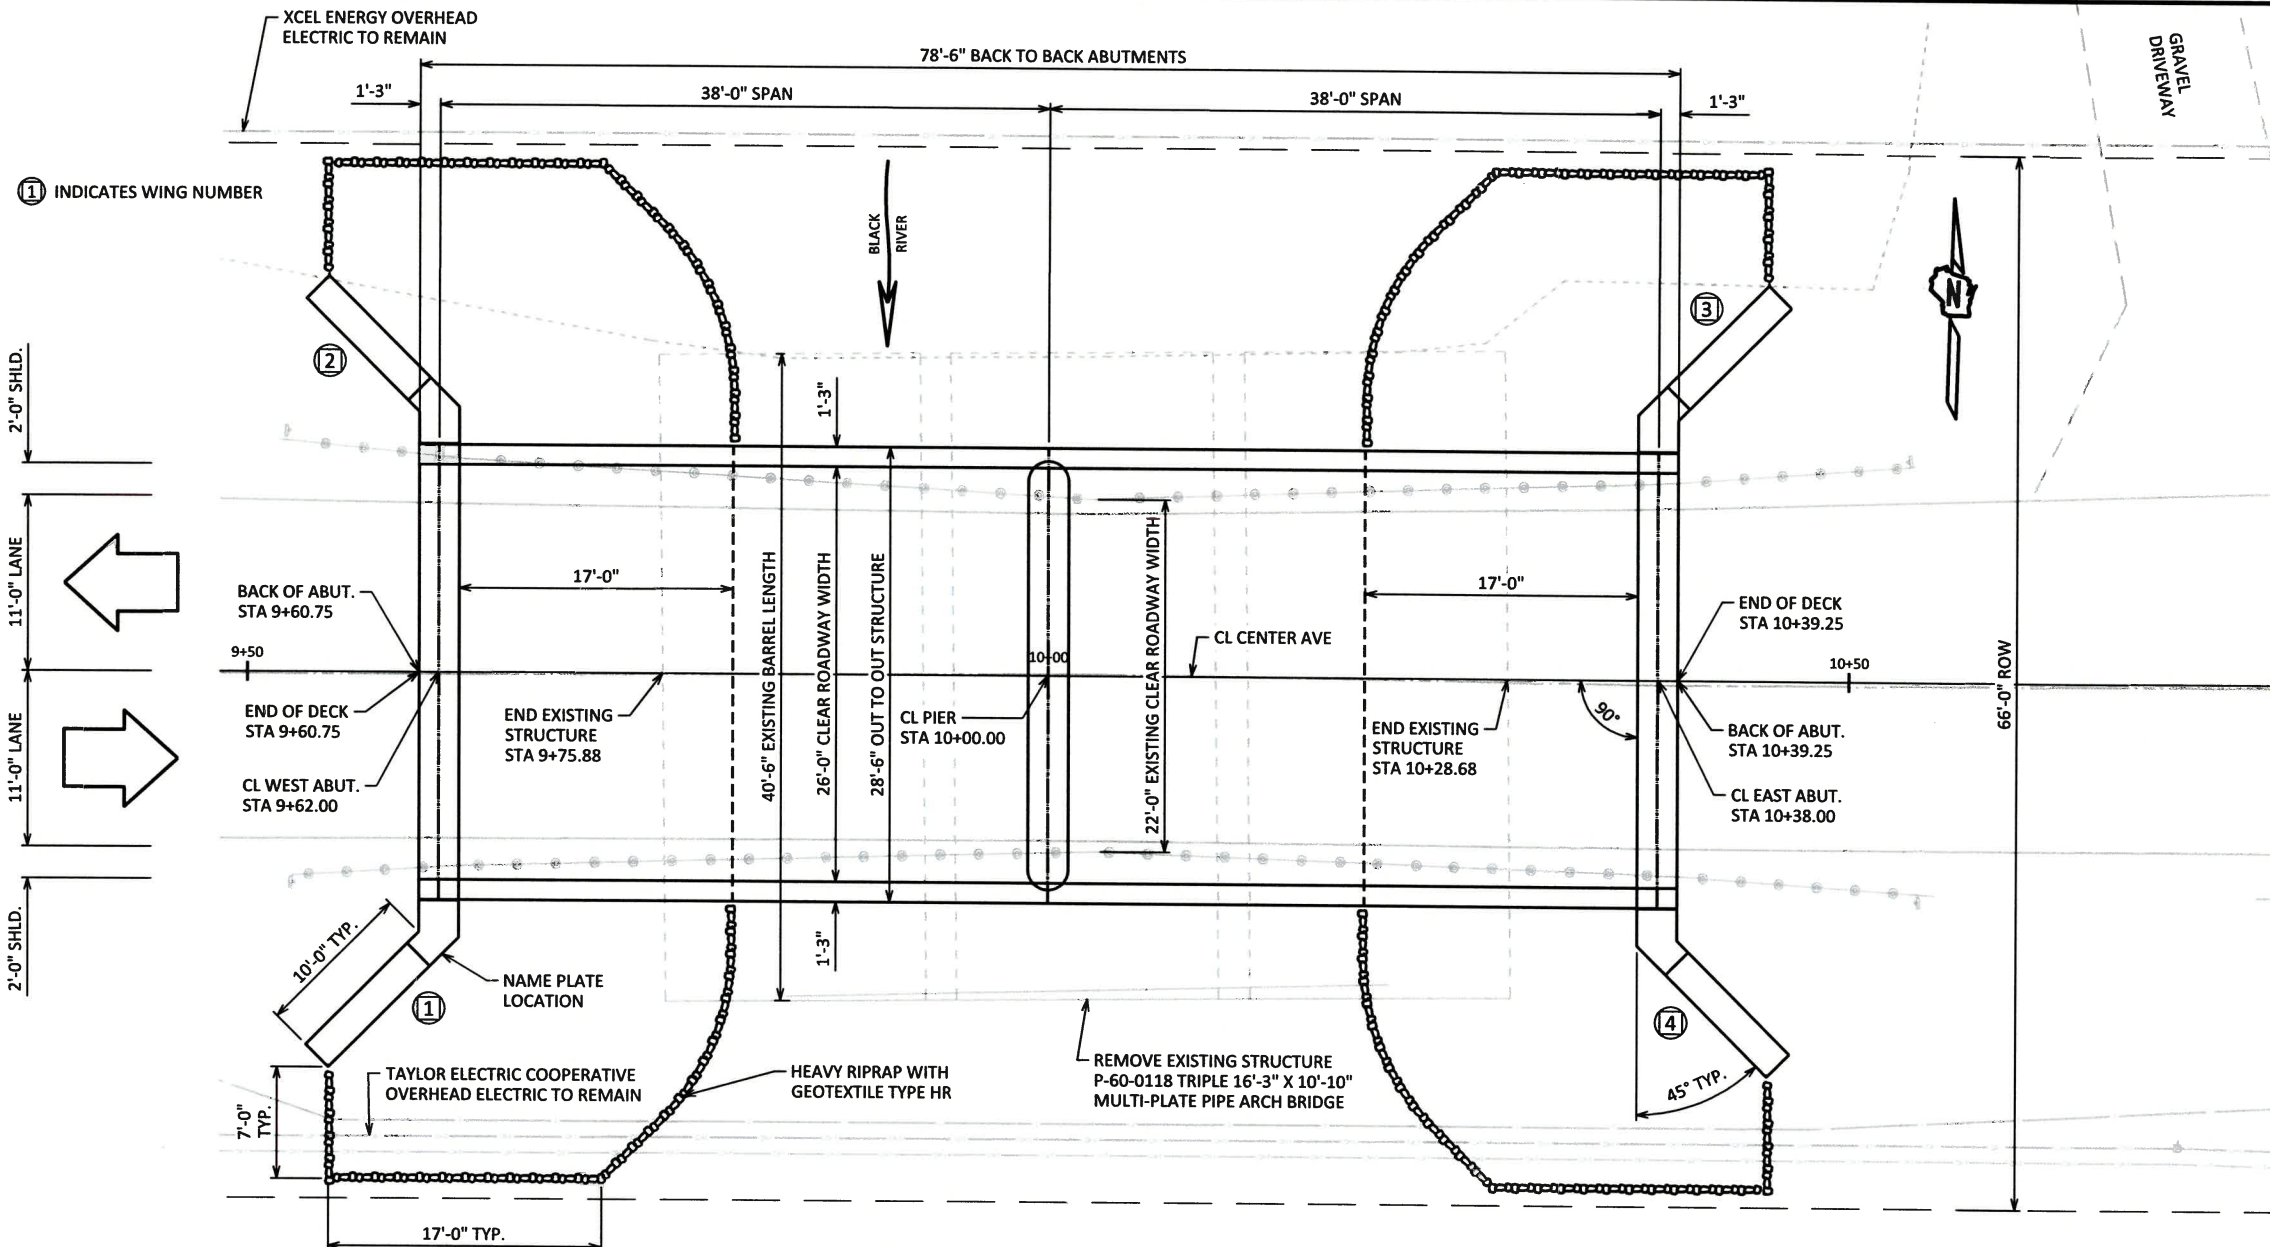 XCEL ENERGY OVERHEAD
ELECTRIC TO REMAIN
78'-6" BACK TO BACK ABUTMENTS
1'-3"
38'-0" SPAN
38'-0" SPAN
1'-3"
GRAVEL
DRIVEWAY
1 INDICATES WING NUMBER
BLACK
RIVER
N
2
3
2'-0" SHLD.
1'-3"
11'-0" LANE
17'-0"
17'-0"
BACK OF ABUT.
STA 9+60.75
40'-6" EXISTING BARREL LENGTH
26'-0" CLEAR ROADWAY WIDTH
28'-6" OUT TO OUT STRUCTURE
22'-0" EXISTING CLEAR ROADWAY WIDTH
END OF DECK
STA 10+39.25
CL CENTER AVE
9+50
10+00
10+50
66'-0" ROW
11'-0" LANE
END OF DECK
STA 9+60.75
END EXISTING
STRUCTURE
STA 9+75.88
CL PIER
STA 10+00.00
END EXISTING
STRUCTURE
STA 10+28.68
90°
BACK OF ABUT.
STA 10+39.25
CL WEST ABUT.
STA 9+62.00
CL EAST ABUT.
STA 10+38.00
2'-0" SHLD.
10'-0" TYP.
1'-3"
NAME PLATE
LOCATION
1
4
TAYLOR ELECTRIC COOPERATIVE
OVERHEAD ELECTRIC TO REMAIN
HEAVY RIPRAP WITH
GEOTEXTILE TYPE HR
REMOVE EXISTING STRUCTURE
P-60-0118 TRIPLE 16'-3" X 10'-10"
MULTI-PLATE PIPE ARCH BRIDGE
45° TYP.
7'-0"
TYP.
17'-0" TYP.